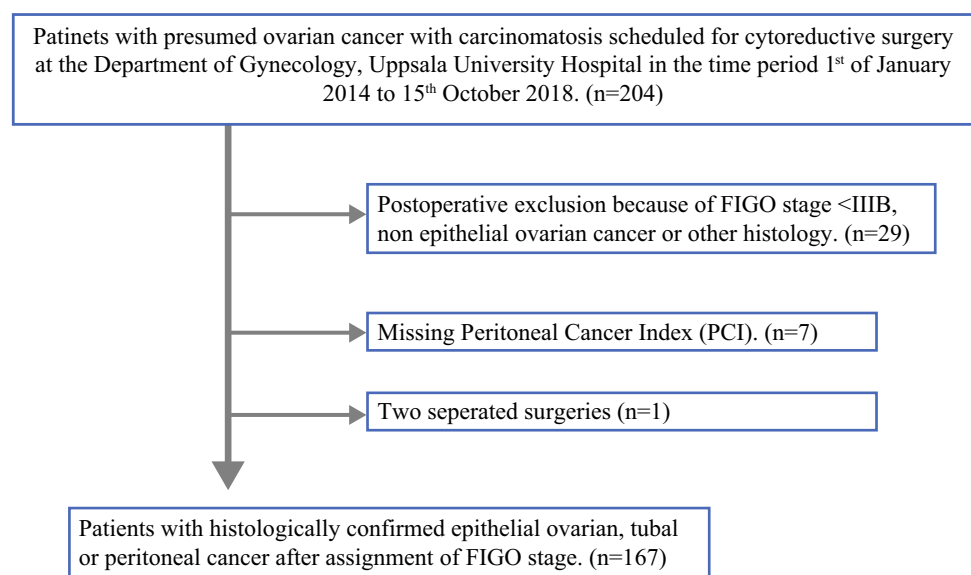 Patinets with presumed ovarian cancer with carcinomatosis scheduled for cytoreductive surgery
at the Department of Gynecology, Uppsala University Hospital in the time period 1st of January
2014 to 15th October 2018. (n=204)
Postoperative exclusion because of FIGO stage <IIIB,
non epithelial ovarian cancer or other histology. (n=29)
Missing Peritoneal Cancer Index (PCI). (n=7)
Two seperated surgeries (n=1)
Patients with histologically confirmed epithelial ovarian, tubal
or peritoneal cancer after assignment of FIGO stage. (n=167)